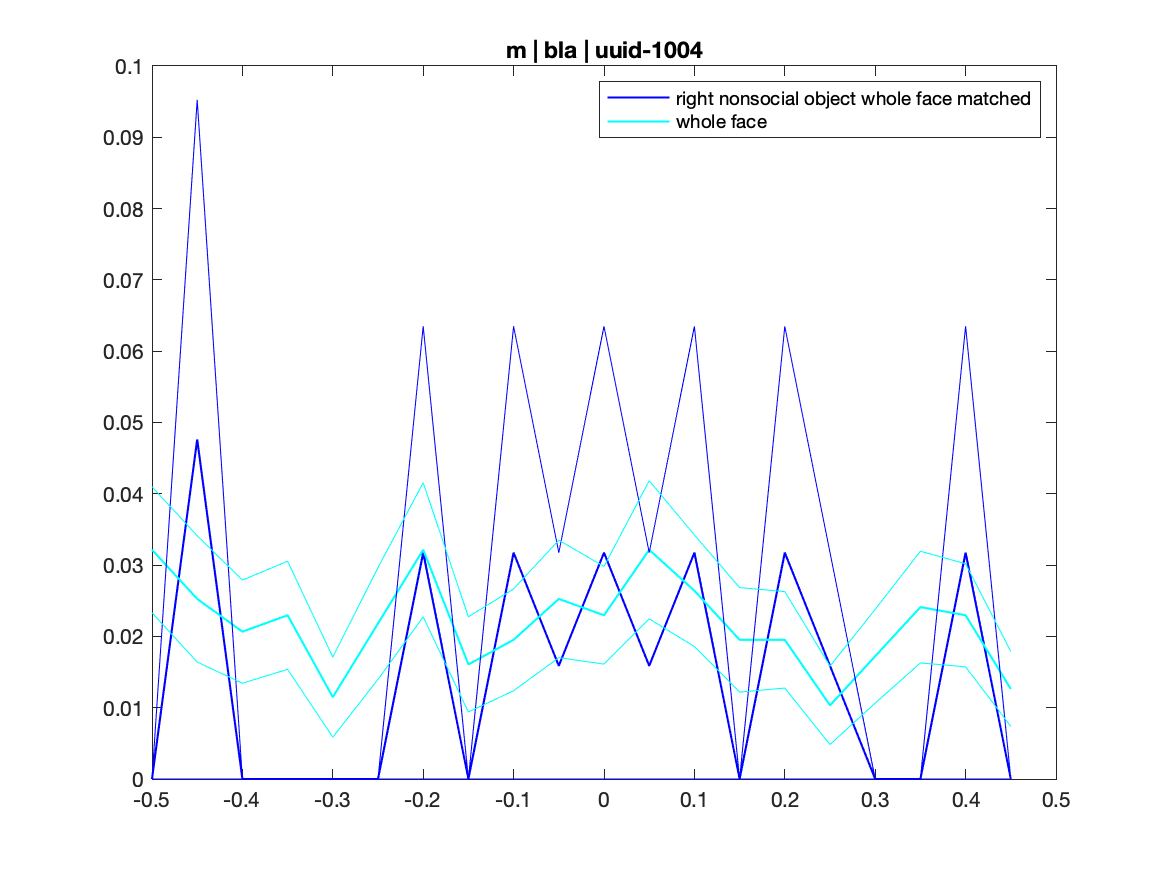 m | bla | uuid-1004
right nonsocial object whole face matched
whole face
0.1
0.09
0.08
0.07
0.06
0.05
0.04
0.03
0.02
0.01
0
-0.5 -0.4 -0.3 -0.2 -0.1 0 0.1 0.2 0.3 0.4 0.5